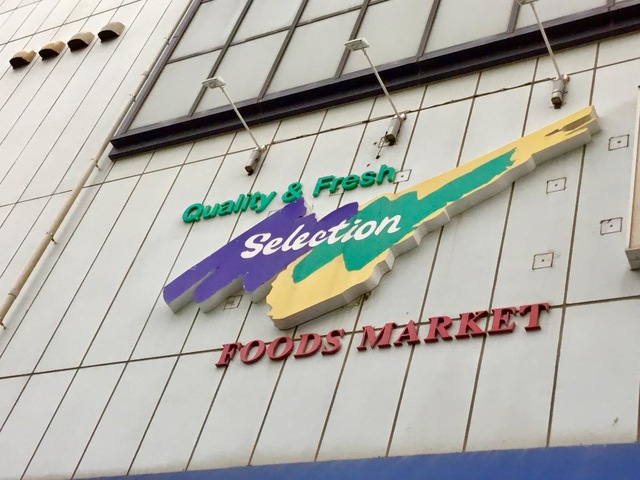 Quality & Fresh
Selection
FOODS MARKET